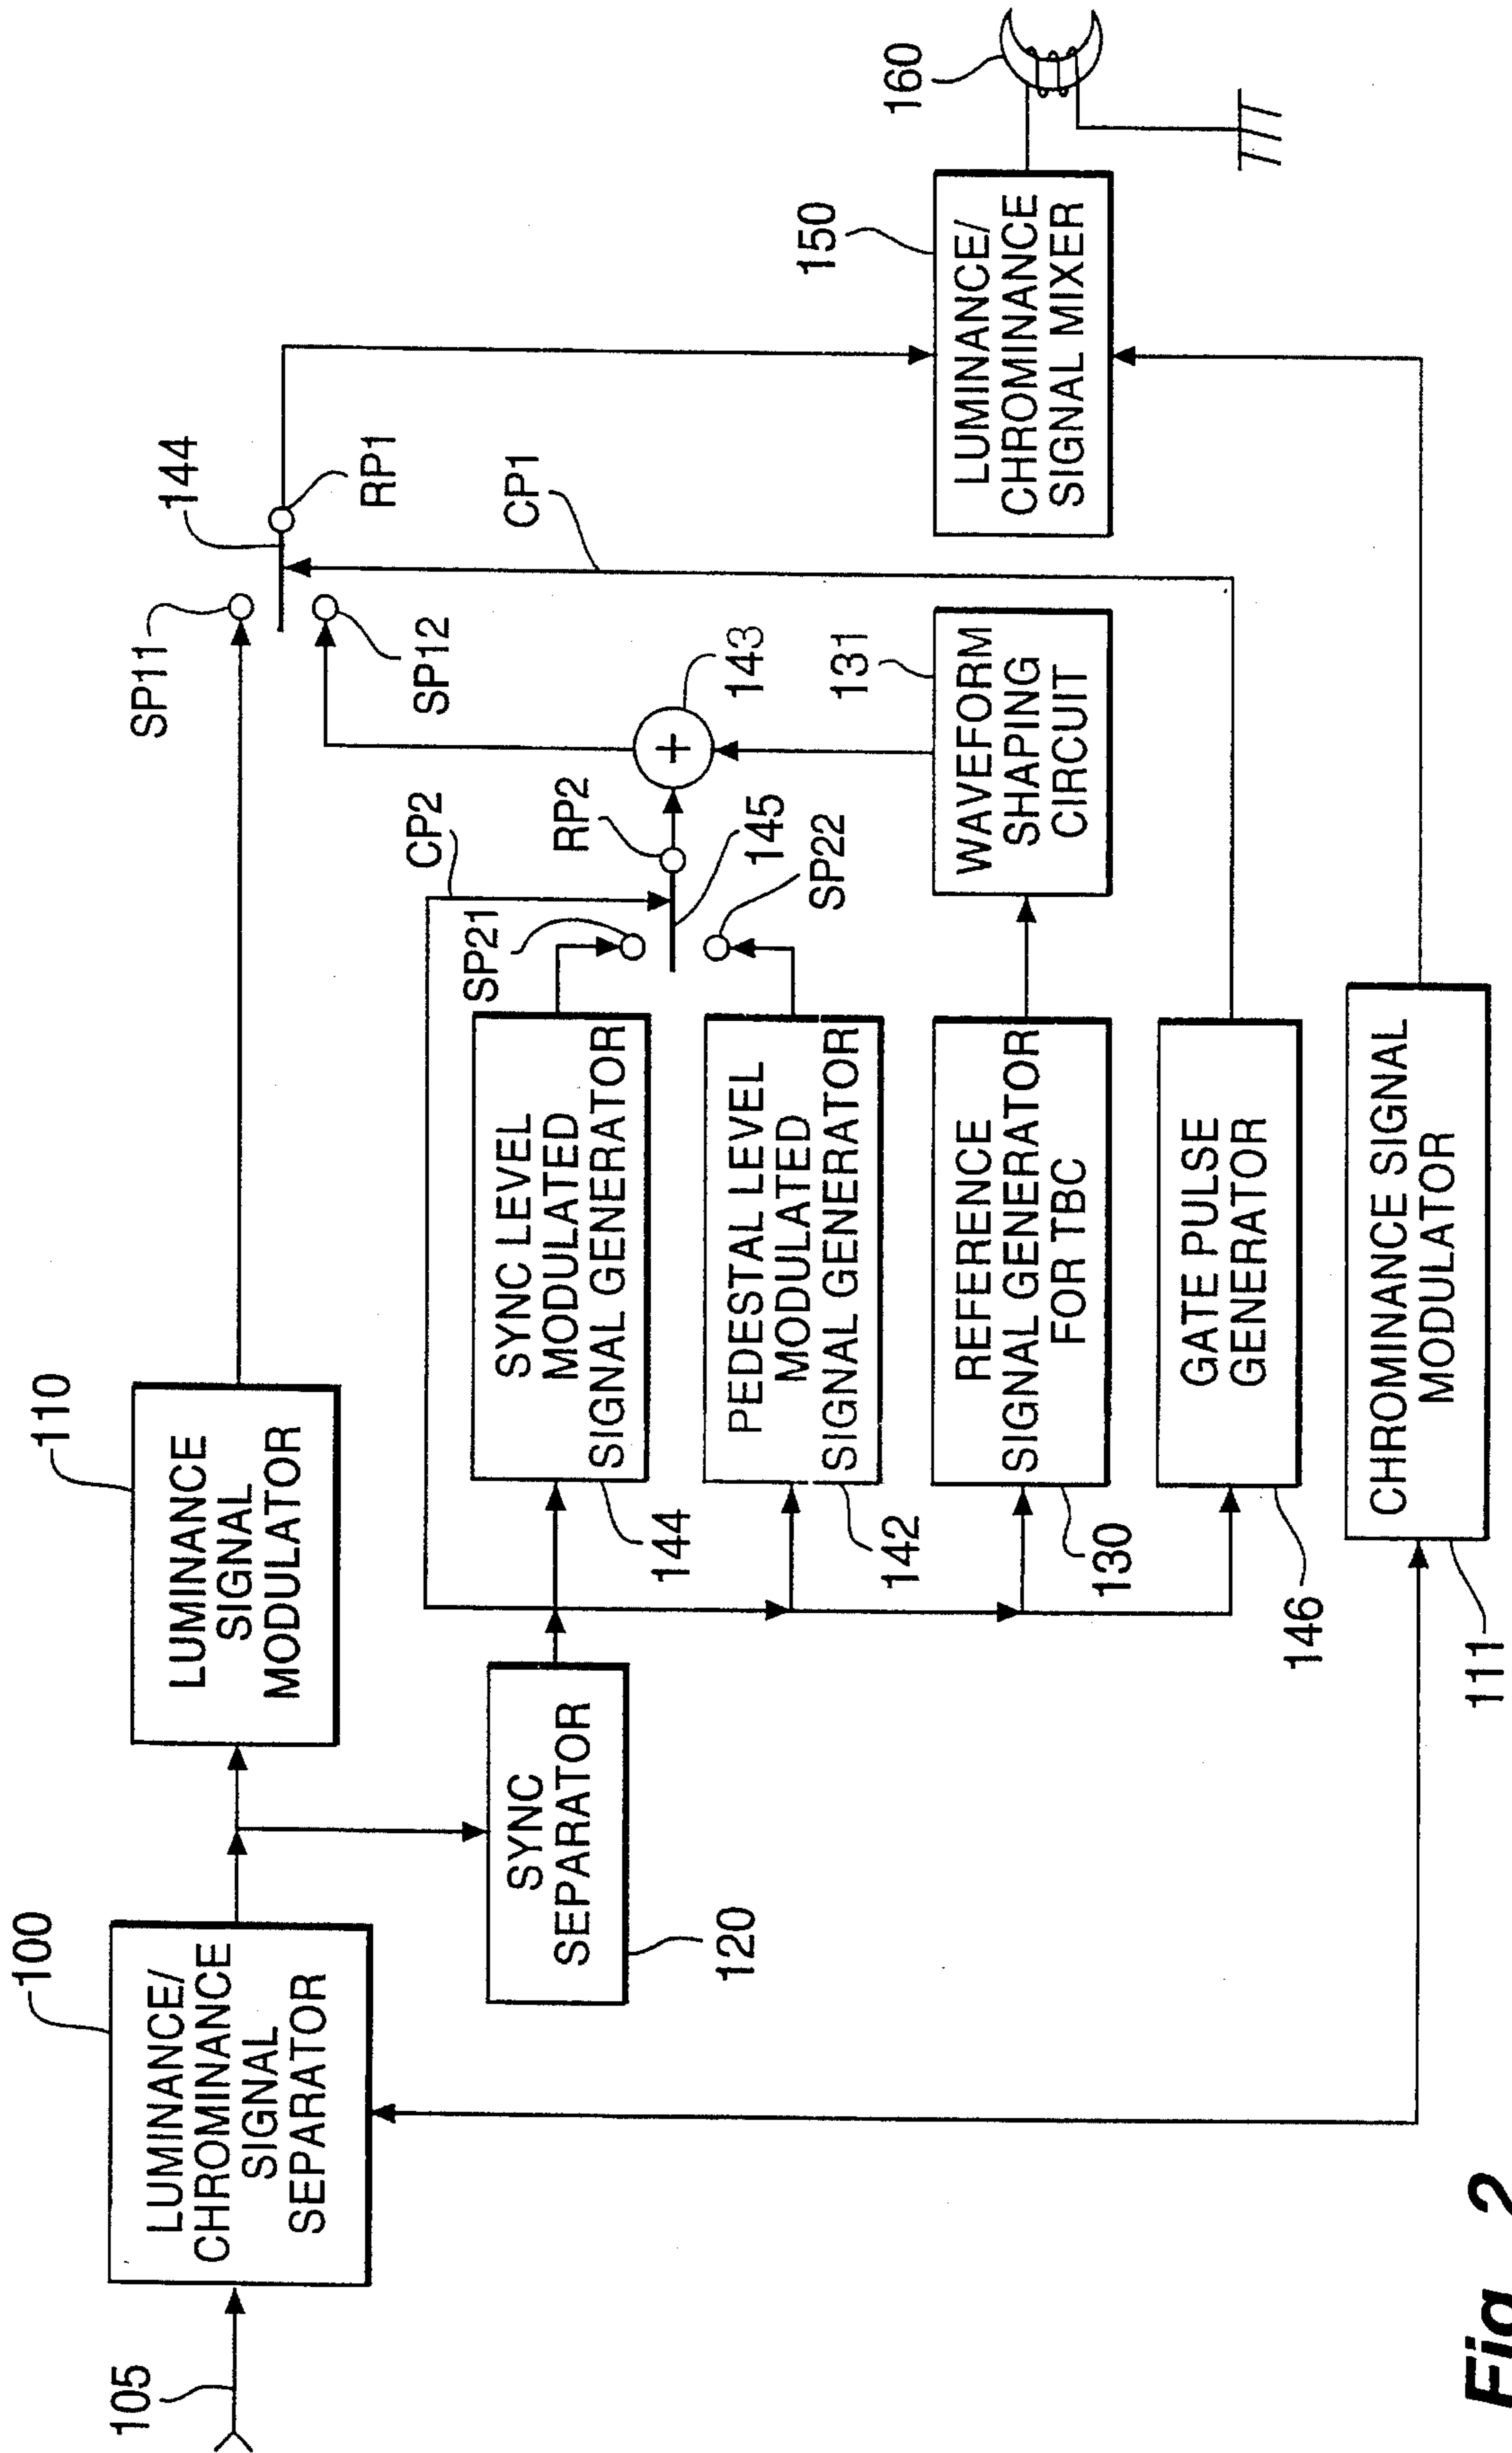 105
100
LUMINANCE/
CHROMINANCE
SIGNAL
SEPARATOR
110
LUMINANCE
SIGNAL
MODULATOR
120
SYNC
SEPARATOR
144
SYNC LEVEL
MODULATED
SIGNAL GENERATOR
142
PEDESTAL LEVEL
MODULATED
SIGNAL GENERATOR
130
REFERENCE
SIGNAL GENERATOR
FOR TBC
146
GATE PULSE
GENERATOR
111
CHROMINANCE SIGNAL
MODULATOR
CP2
SP21
RP2
145
SP22
143
131
WAVEFORM
SHAPING
CIRCUIT
SP11
SP12
144
RP1
CP1
150
LUMINANCE/
CHROMINANCE
SIGNAL MIXER
160
Fig. 2